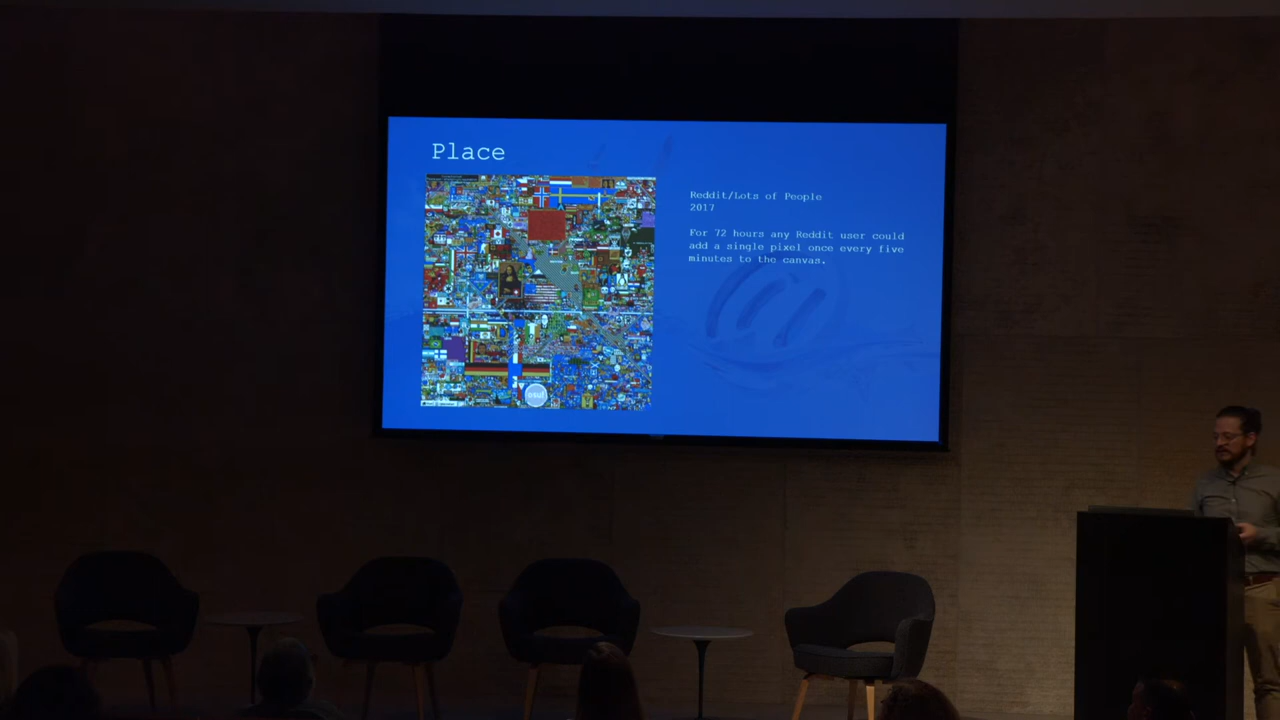 Place
Reddit/Lots of People
2017
For 72 hours any Reddit user could
add a single pixel once every five
minutes to the canvas.
osu!